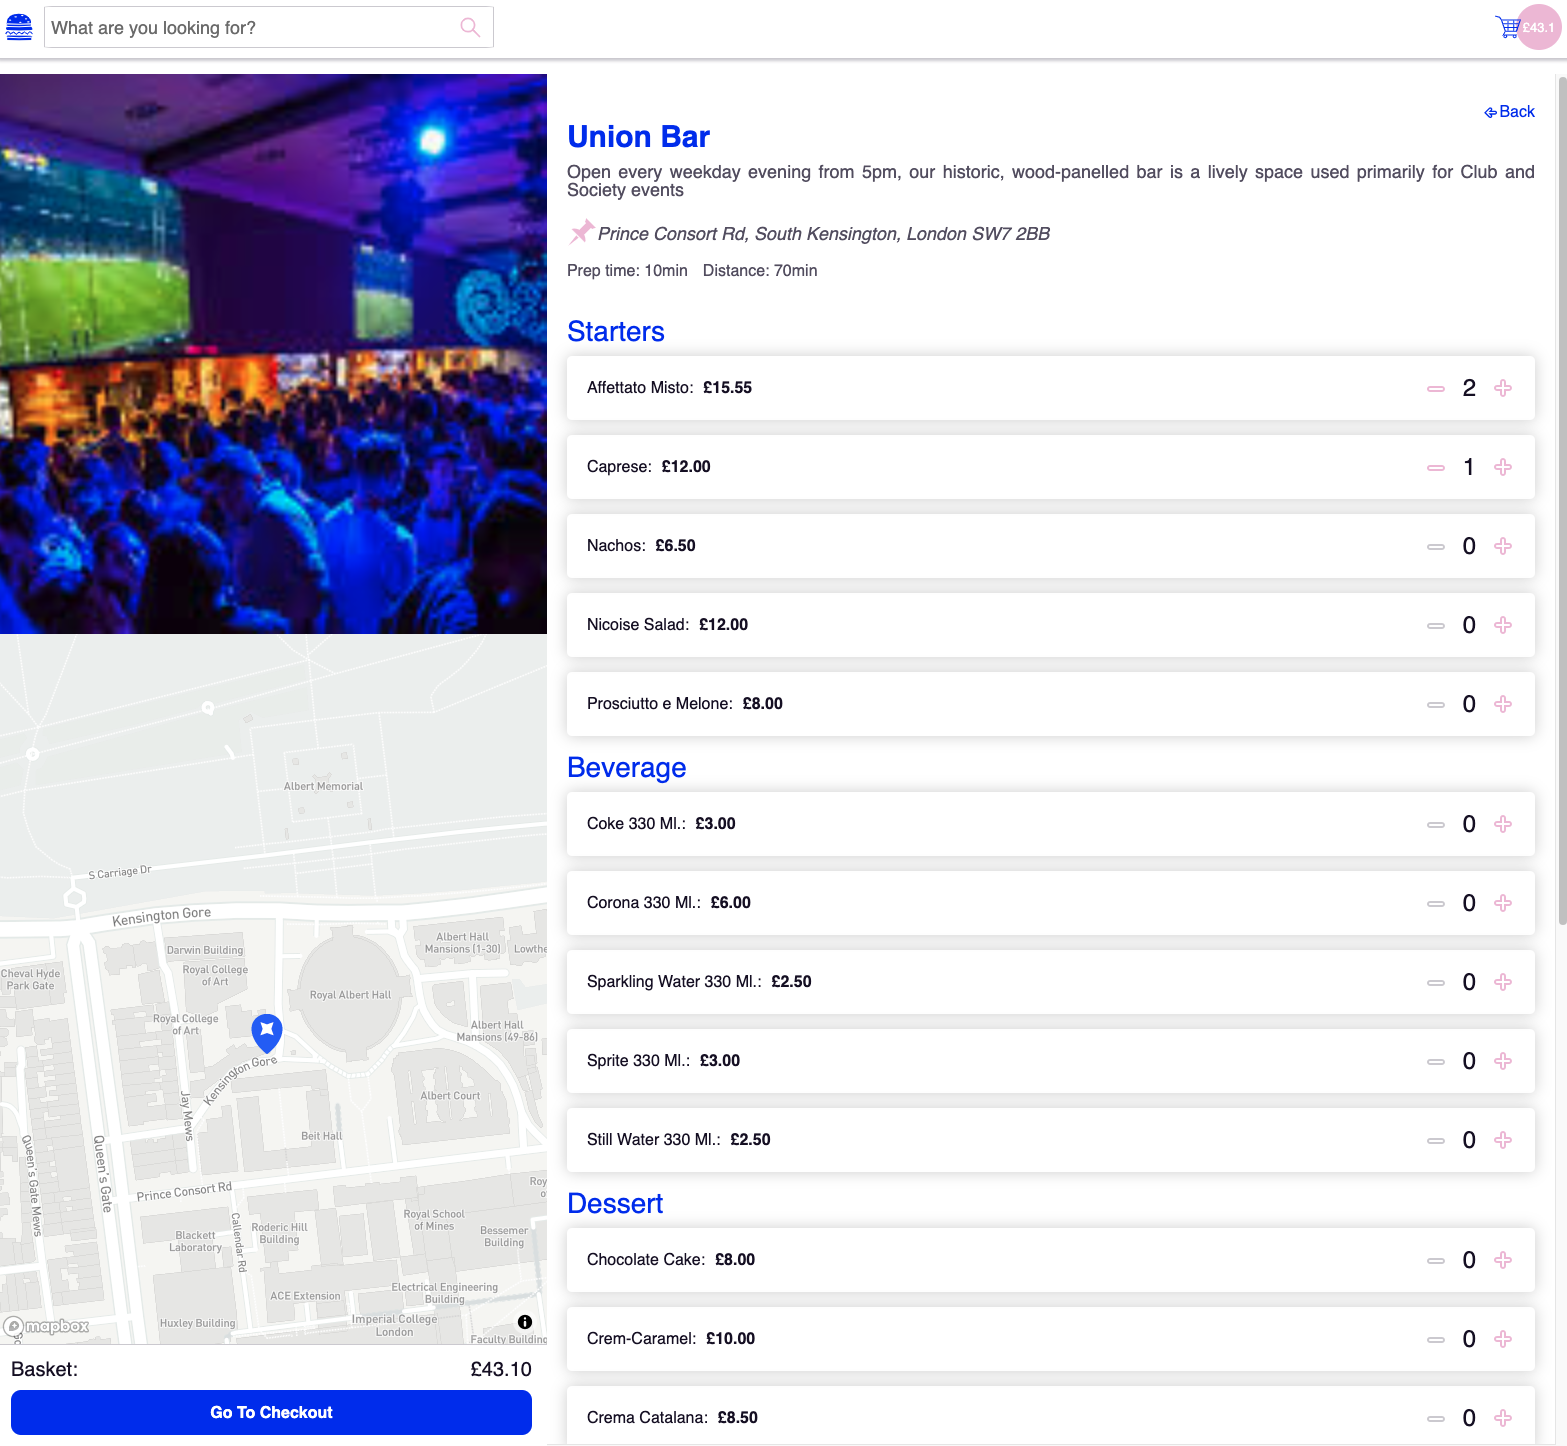 What are you looking for?
£43.1
Back
Union Bar
Open every weekday evening from 5pm, our historic, wood-panelled bar is a lively space used primarily for Club and
Society events
Prince Consort Rd, South Kensington, London SW7 2BB
Prep time: 10min Distance: 70min
Starters
Affettato Misto: £15.55
2
Caprese: £12.00
1
Nachos: £6.50
0
Nicoise Salad: £12.00
0
Prosciutto e Melone: £8.00
0
Beverage
Coke 330 Ml.: £3.00
0
Corona 330 Ml.: £6.00
0
Sparkling Water 330 Ml.: £2.50
0
Sprite 330 Ml.: £3.00
0
Still Water 330 Ml.: £2.50
0
Dessert
Chocolate Cake: £8.00
0
Crem-Caramel: £10.00
0
Crema Catalana: £8.50
0
Albert Memorial
S Carriage Dr
Kensington Gore
Darwin Building
Royal College
of Art
Albert Hall
Mansions (1-30)
Lowthe
Cheval Hyde
Park Gate
Royal Albert Hall
Royal College
of Art
Albert Hall
Mansions (49-86)
Kensington Gore
Jay Mews
Albert Court
Beit Hall
Queen's Gate Mews
Queen's Gate
Prince Consort Rd
Roy
Callendar Rd
Blackett
Laboratory
Roderic Hill
Building
Royal School
of Mines
Bessemer
Building
ACE Extension
Electrical Engineering
Building
Huxley Building
Imperial College
London
Faculty Building
mapbox
Basket: £43.10
Go To Checkout